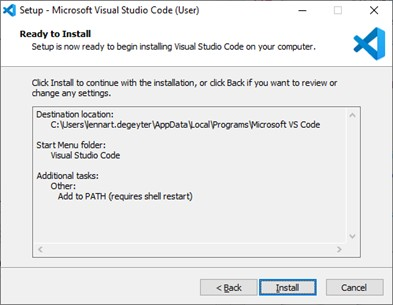 Setup - Microsoft Visual Studio Code (User)
Ready to Install
Setup is now ready to begin installing Visual Studio Code on your computer.
Click Install to continue with the installation, or click Back if you want to review or
change any settings.
Destination location:
C:\Users\lennart.degeyter\AppData\Local\Programs\Microsoft VS Code
Start Menu folder:
Visual Studio Code
Additional tasks:
Other:
Add to PATH (requires shell restart)
< Back
Install
Cancel